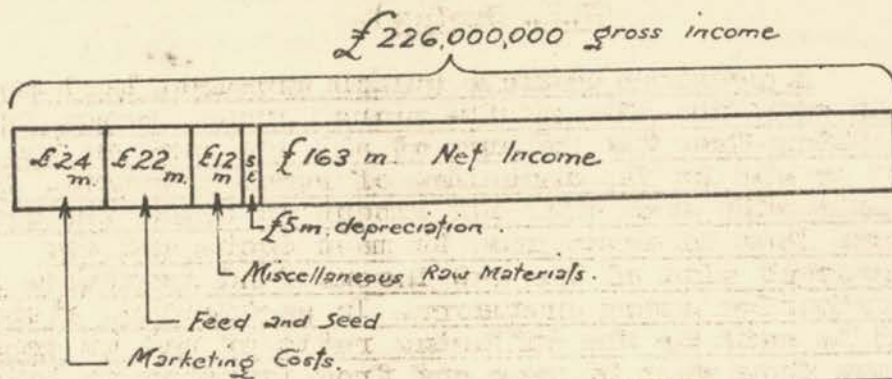 £226,000,000 gross income
£24 m. £22 m. £12 m £163 m Net Income
£5m, depreciation.
Miscellaneous Raw Materials.
Feed and Seed
Marketing Costs.